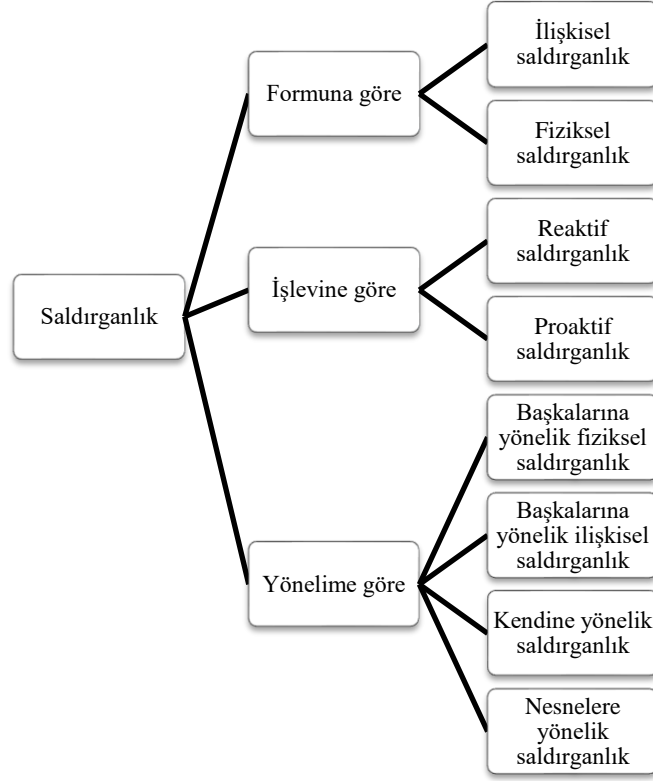 Saldırganlık
Formuna göre
İlişkisel
saldırganlık
Fiziksel
saldırganlık
İşlevine göre
Reaktif
saldırganlık
Proaktif
saldırganlık
Yönelime göre
Başkalarına
yönelik fiziksel
saldırganlık
Başkalarına
yönelik ilişkisel
saldırganlık
Kendine yönelik
saldırganlık
Nesnelere
yönelik
saldırganlık